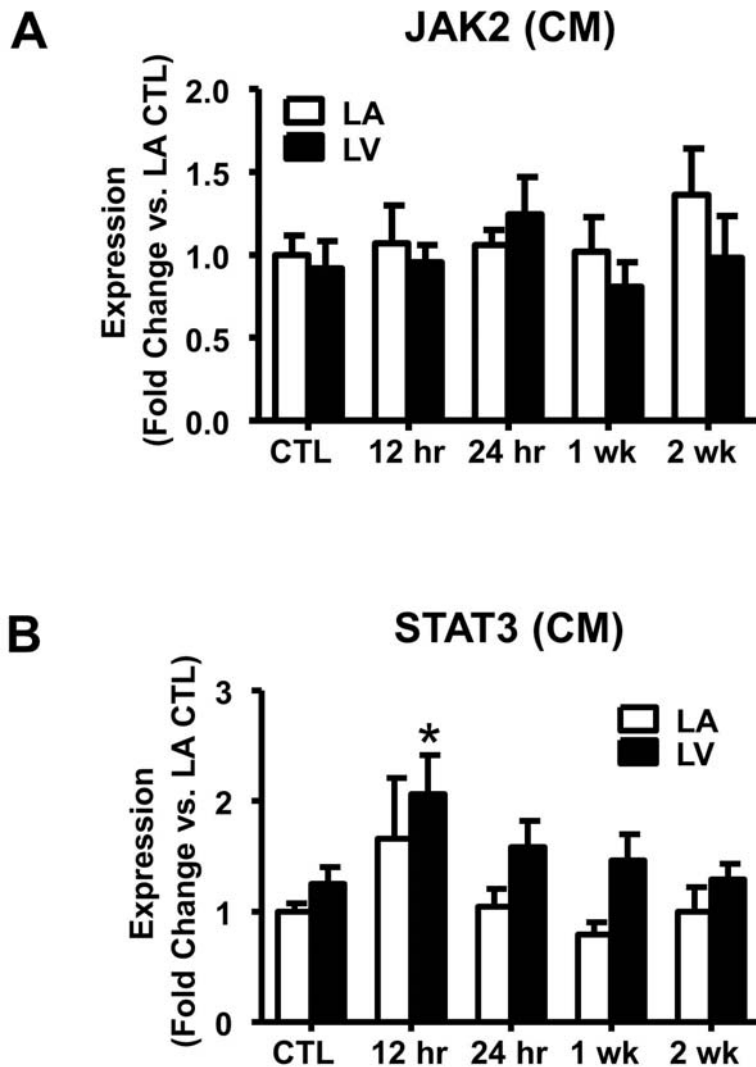 A
JAK2 (CM)
Expression
(Fold Change vs. LA CTL)
2.0
1.5
1.0
0.5
0.0
LA
LV
CTL 12 hr 24 hr 1 wk 2 wk
B
STAT3 (CM)
Expression
(Fold Change vs. LA CTL)
3
2
1
0
*
LA
LV
CTL 12 hr 24 hr 1 wk 2 wk